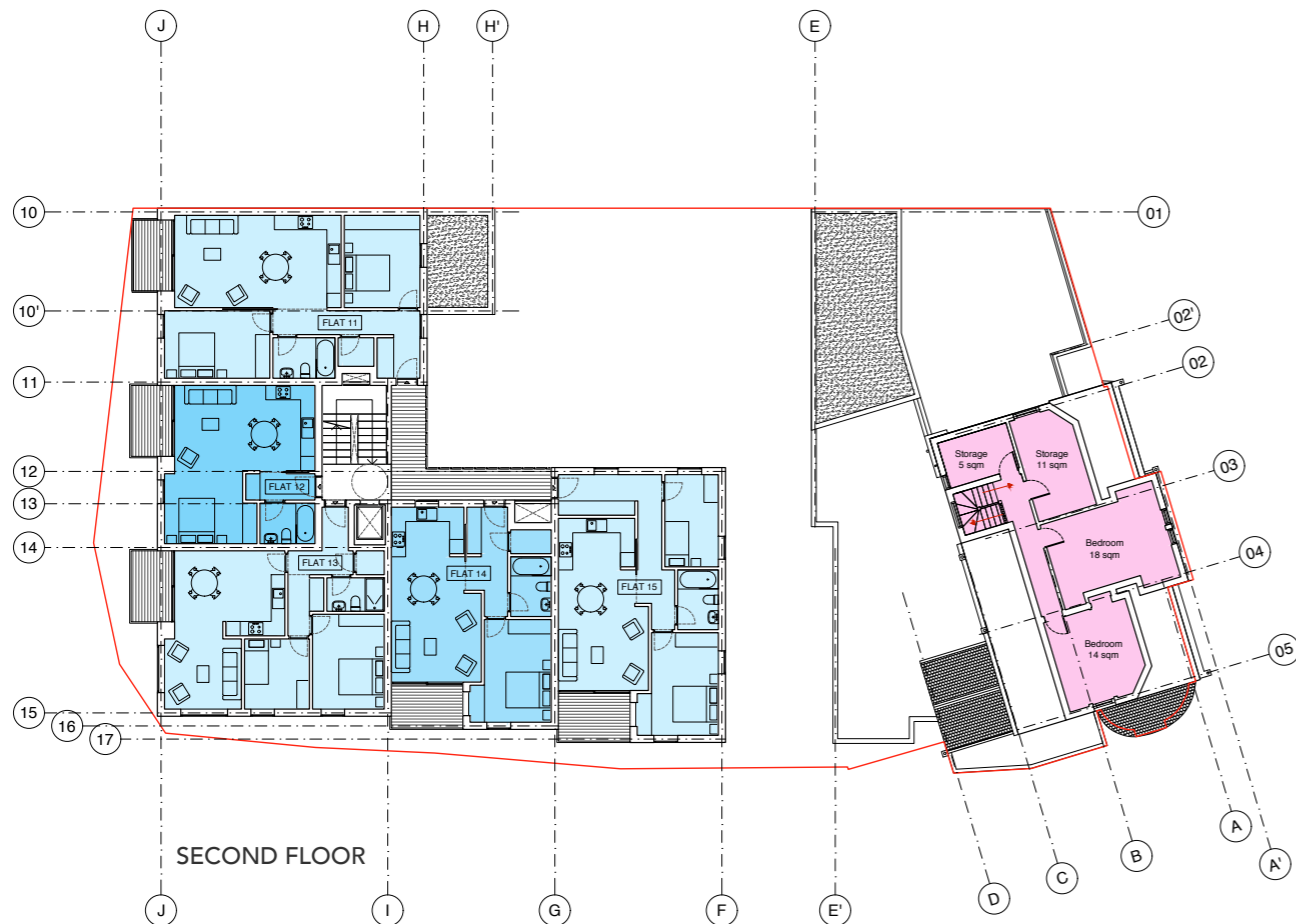 J
H
H'
E
10
01
10'
02'
FLAT 11
02
11
Storage
5 sqm
Storage
11 sqm
12
03
FLAT 12
13
14
Bedroom
18 sqm
04
FLAT 13
FLAT 14
FLAT 15
Bedroom
14 sqm
05
15
16
17
A
B
A'
C
D
SECOND FLOOR
J
I
G
F
E'